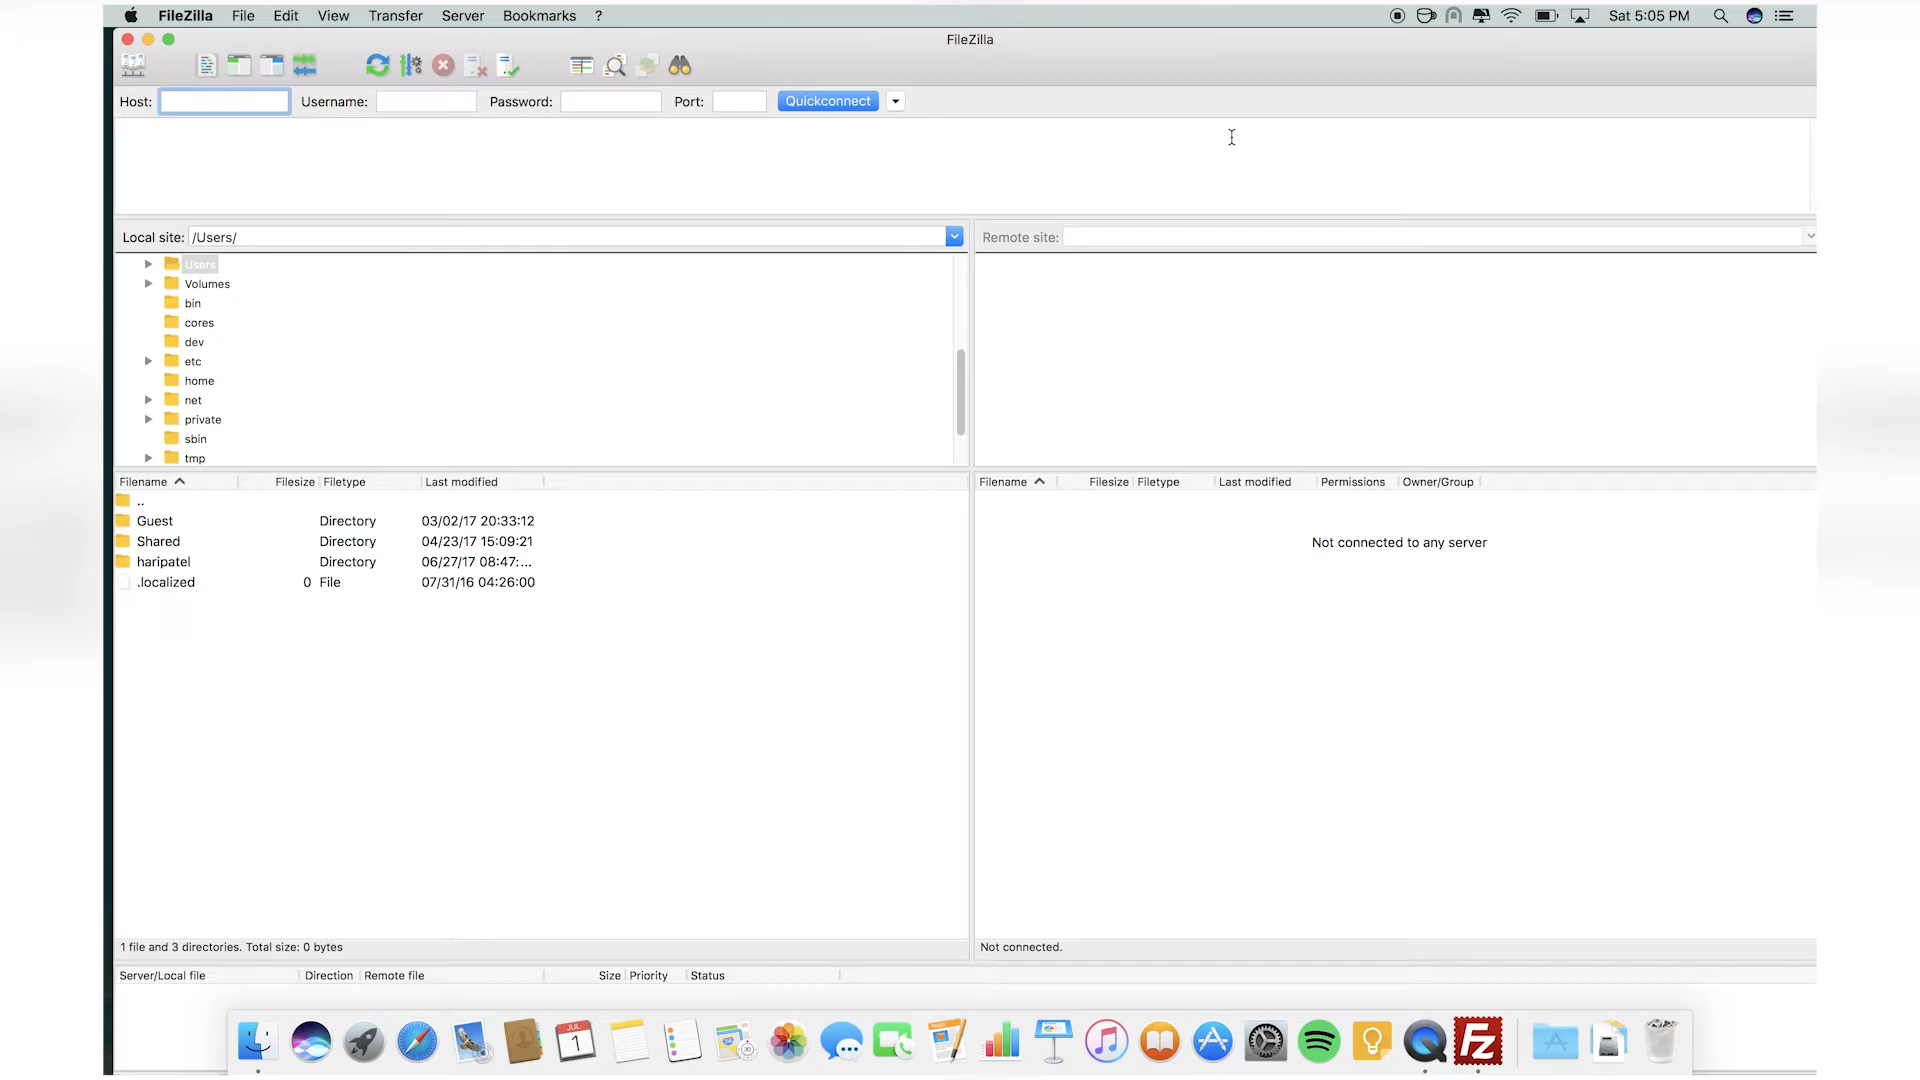 FileZilla File Edit View Transfer Server Bookmarks ? Sat 5:05 PM
FileZilla
Host: Username: Password: Port: Quickconnect
Local site: /Users/ Remote site:
Users
Volumes
bin
cores
dev
etc
home
net
private
sbin
tmp
Filename Filesize Filetype Last modified Filename Filesize Filetype Last modified Permissions Owner/Group
..
Guest Directory 03/02/17 20:33:12
Shared Directory 04/23/17 15:09:21
haripatel Directory 06/27/17 08:47:...
.localized 0 File 07/31/16 04:26:00
Not connected to any server
1 file and 3 directories. Total size: 0 bytes Not connected.
Server/Local file Direction Remote file Size Priority Status
JUL
1
Fz